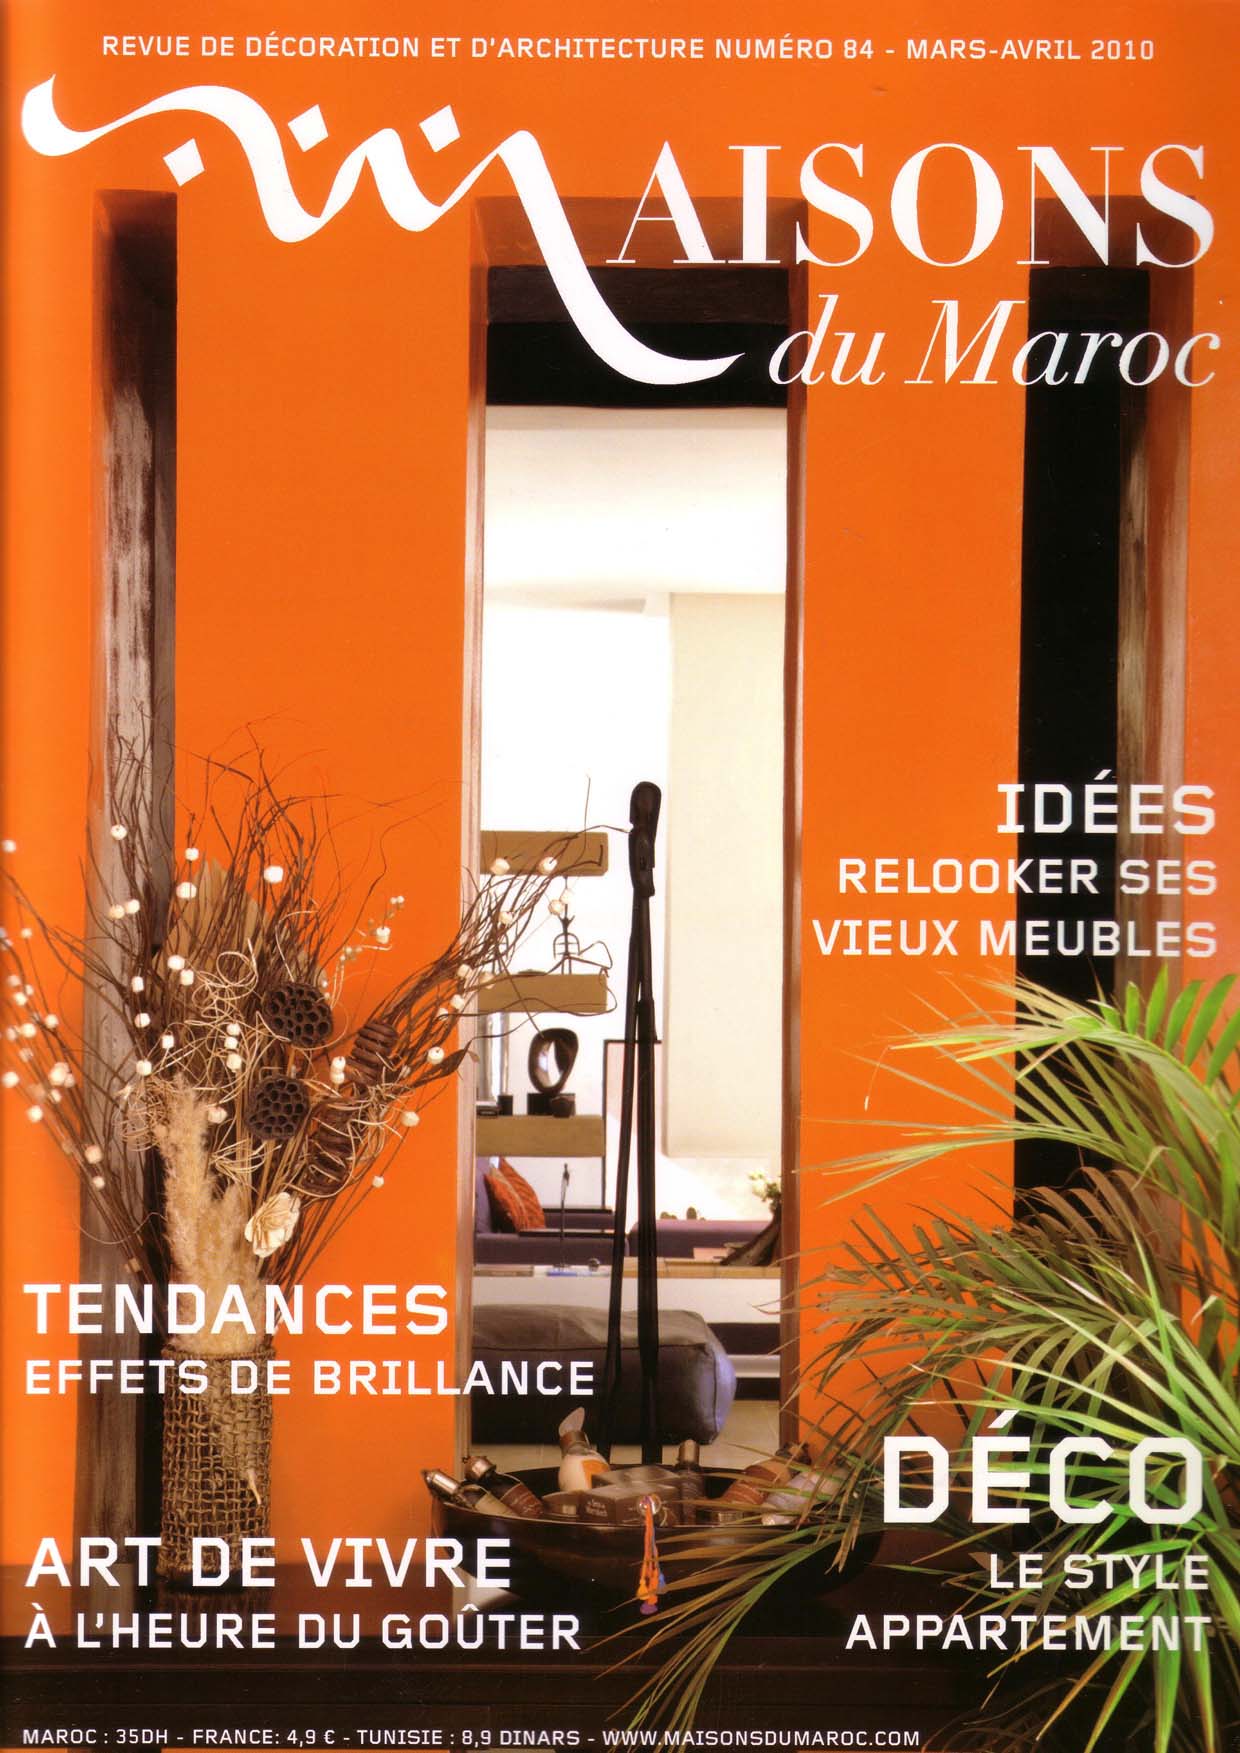 REVUE DE DÉCORATION ET D'ARCHITECTURE NUMÉRO 84 - MARS-AVRIL 2010
MAISONS
du Maroc
IDÉES
RELOOKER SES
VIEUX MEUBLES
TENDANCES
EFFETS DE BRILLANCE
DÉCO
LE STYLE
APPARTEMENT
ART DE VIVRE
À L'HEURE DU GOÛTER
MAROC : 35DH - FRANCE: 4,9 € - TUNISIE : 8,9 DINARS - WWW.MAISONSDUMAROC.COM